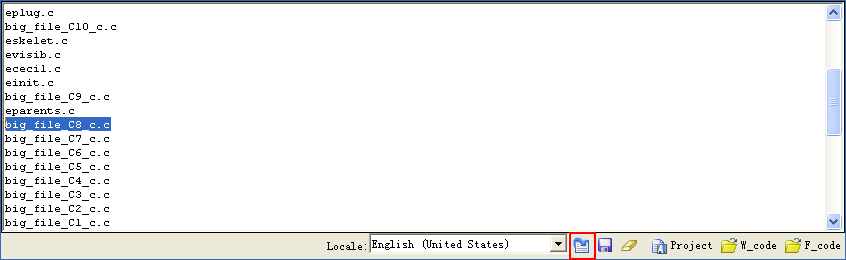 eplug.c
big_file_C10_c.c
eskelet.c
evisib.c
ececil.c
einit.c
big_file_C9_c.c
eparents.c
big_file_C8_c.c
big_file_C7_c.c
big_file_C6_c.c
big_file_C5_c.c
big_file_C4_c.c
big_file_C3_c.c
big_file_C2_c.c
big_file_C1_c.c
Locale: English (United States) Project W_code F_code